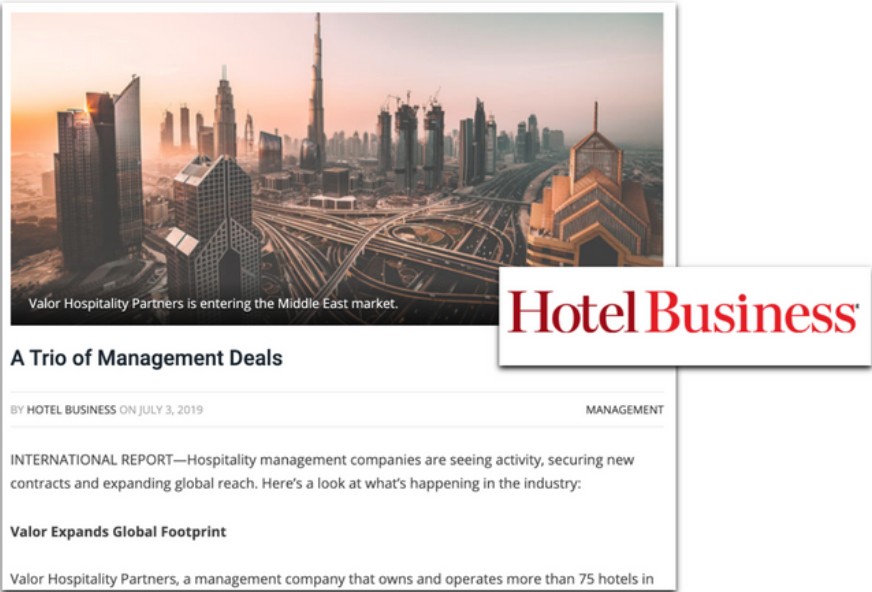 Valor Hospitality Partners is entering the Middle East market.
Hotel Business
A Trio of Management Deals
BY HOTEL BUSINESS ON JULY 3, 2019 MANAGEMENT
INTERNATIONAL REPORT—Hospitality management companies are seeing activity, securing new
contracts and expanding global reach. Here’s a look at what’s happening in the industry:
Valor Expands Global Footprint
Valor Hospitality Partners, a management company that owns and operates more than 75 hotels in